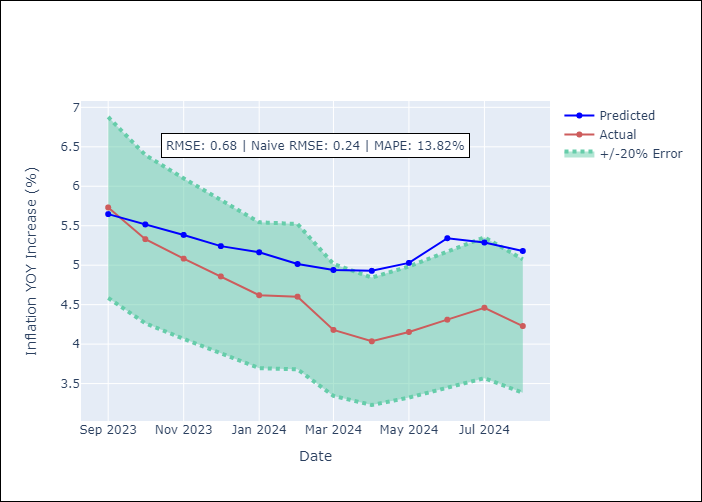 RMSE: 0.68 | Naive RMSE: 0.24 | MAPE: 13.82%
Predicted
Actual
+/-20% Error
Inflation YOY Increase (%)
7
6.5
6
5.5
5
4.5
4
3.5
Sep 2023
Nov 2023
Jan 2024
Mar 2024
May 2024
Jul 2024
Date